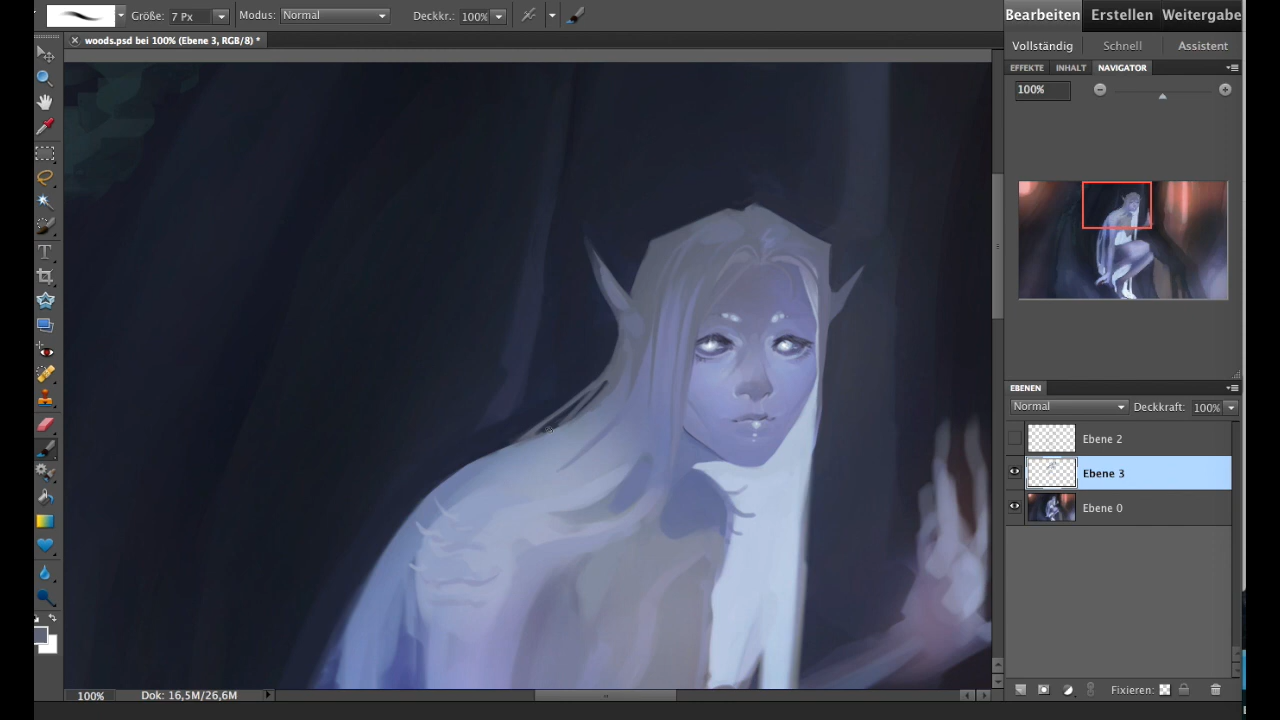 Größe: 7 Px Modus: Normal Deckkr.: 100%
Bearbeiten Erstellen Weitergabe
woods.psd bei 100% (Ebene 3, RGB/8) *
Vollständig Schnell Assistent
EFFEKTE INHALT NAVIGATOR
100%
T
EBENEN
Normal Deckkraft: 100%
Ebene 2
Ebene 3
Ebene 0
100% Dok: 16,5M/26,6M
Fixieren: